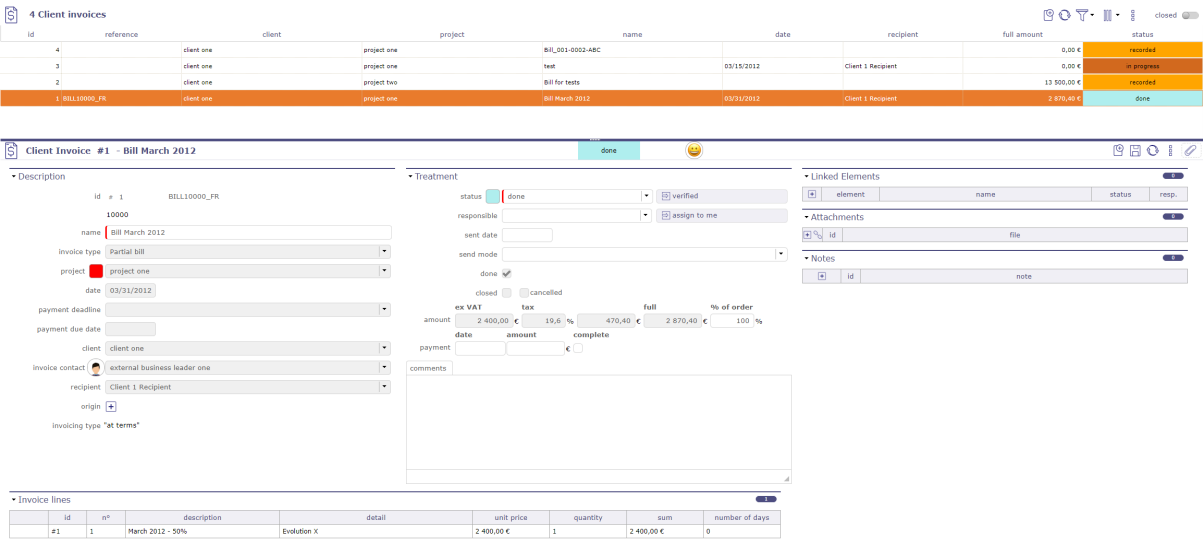 4 Client invoices
closed
id reference client project name date recipient full amount status
4 client one project one Bill_001-0002-ABC 0,00 € recorded
3 client one project one test 03/15/2012 Client 1 Recipient 0,00 € in progress
2 client one project two Bill for tests 13 500,00 € recorded
1 BILL10000_FR client one project one Bill March 2012 03/31/2012 Client 1 Recipient 2 870,40 € done
Client Invoice #1 - Bill March 2012 done
Description
id # 1 BILL10000_FR
10000
name Bill March 2012
invoice type Partial bill
project project one
date 03/31/2012
payment deadline
payment due date
client client one
invoice contact external business leader one
recipient Client 1 Recipient
origin
invoicing type "at terms"
Treatment
status done verified
responsible assign to me
sent date
send mode
done
closed cancelled
ex VAT tax full % of order
amount 2 400,00 € 19,6 % 470,40 € 2 870,40 € 100 %
date amount complete
payment €
comments
Linked Elements 0
element name status resp.
Attachments 0
id file
Notes 0
id note
Invoice lines 1
id n° description detail unit price quantity sum number of days
#1 1 March 2012 - 50% Evolution X 2 400,00 € 1 2 400,00 € 0